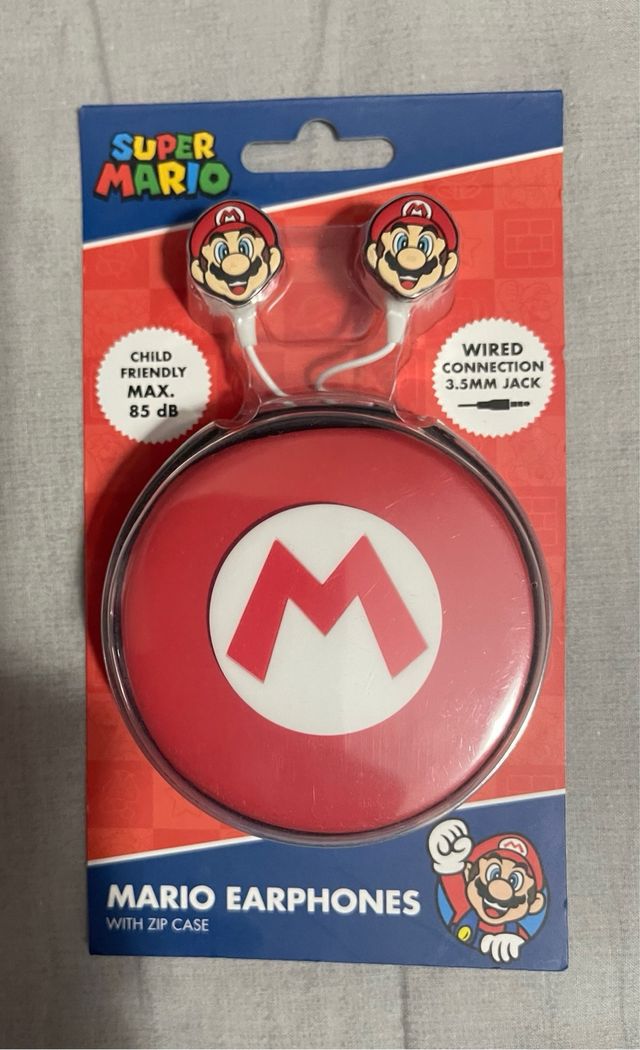 SUPER
MARIO
CHILD
FRIENDLY
MAX.
85 dB
WIRED
CONNECTION
3.5MM JACK
M
MARIO EARPHONES
WITH ZIP CASE